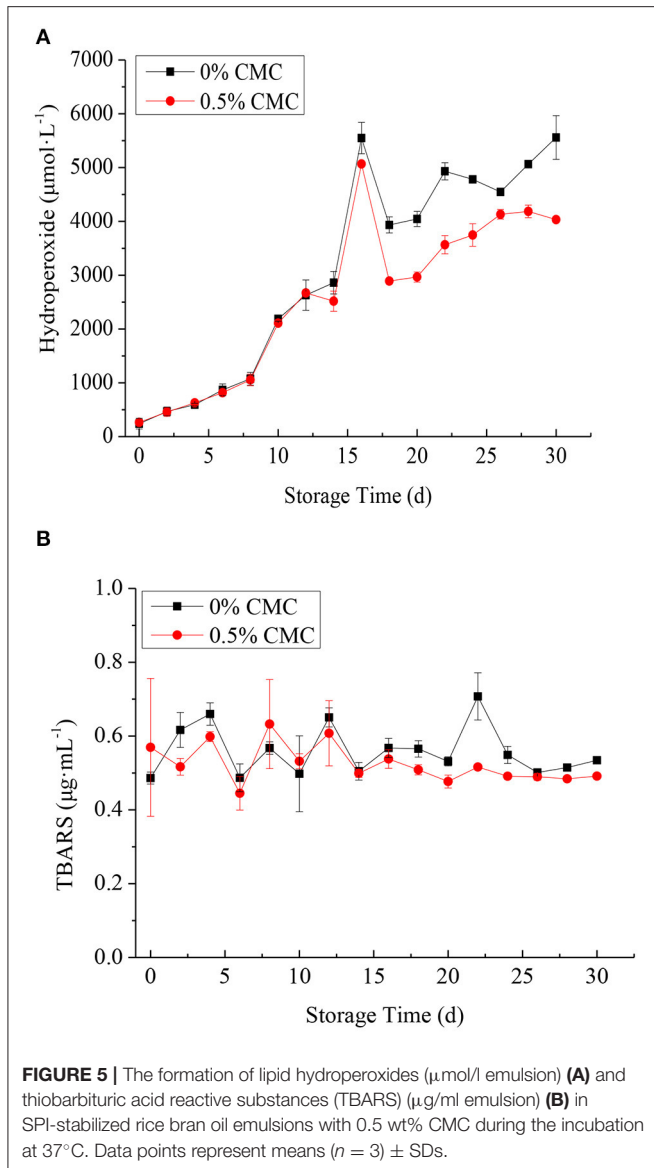 A
7000
6000
5000
4000
3000
2000
1000
0
Hydroperoxide (μmol·L⁻¹)
0% CMC
0.5% CMC
0 5 10 15 20 25 30
Storage Time (d)
B
1.0
0.8
0.6
0.4
0.2
0.0
TBARS (μg·mL⁻¹)
0% CMC
0.5% CMC
0 5 10 15 20 25 30
Storage Time (d)
FIGURE 5 | The formation of lipid hydroperoxides (μmol/l emulsion) (A) and
thiobarbituric acid reactive substances (TBARS) (μg/ml emulsion) (B) in
SPI-stabilized rice bran oil emulsions with 0.5 wt% CMC during the incubation
at 37°C. Data points represent means (n = 3) ± SDs.